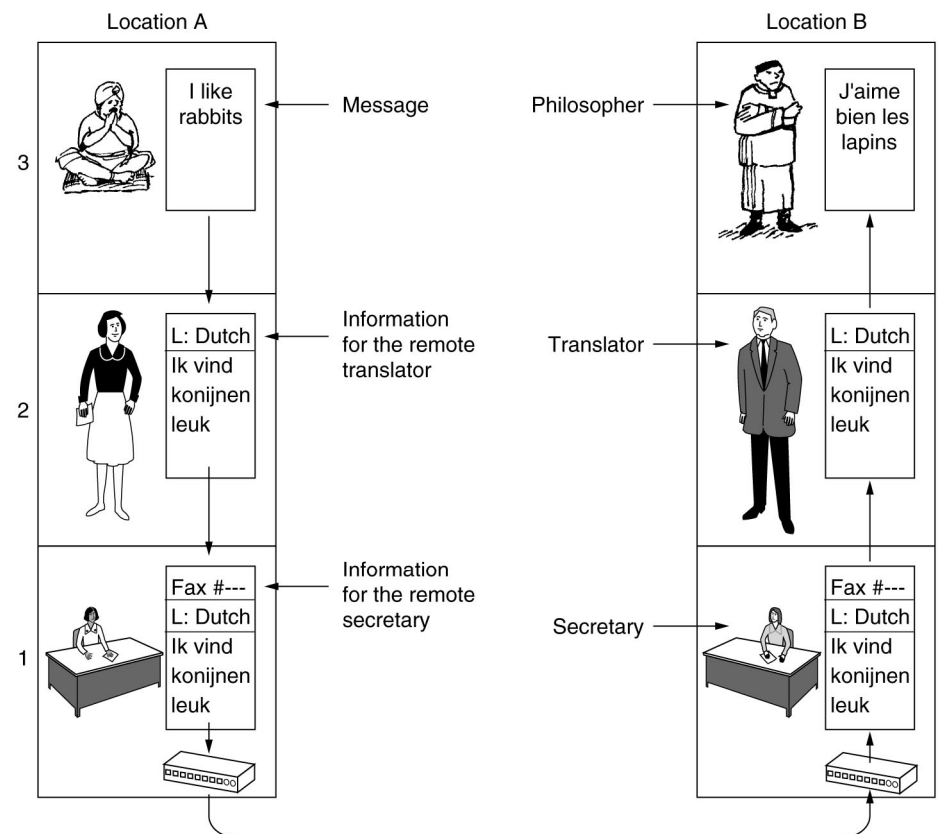 Location A
Location B
I like
rabbits
Message
Philosopher
J'aime
bien les
lapins
3
L: Dutch
Ik vind
konijnen
leuk
Information
for the remote
translator
Translator
L: Dutch
Ik vind
konijnen
leuk
2
Fax #---
L: Dutch
Ik vind
konijnen
leuk
Information
for the remote
secretary
Secretary
Fax #---
L: Dutch
Ik vind
konijnen
leuk
1